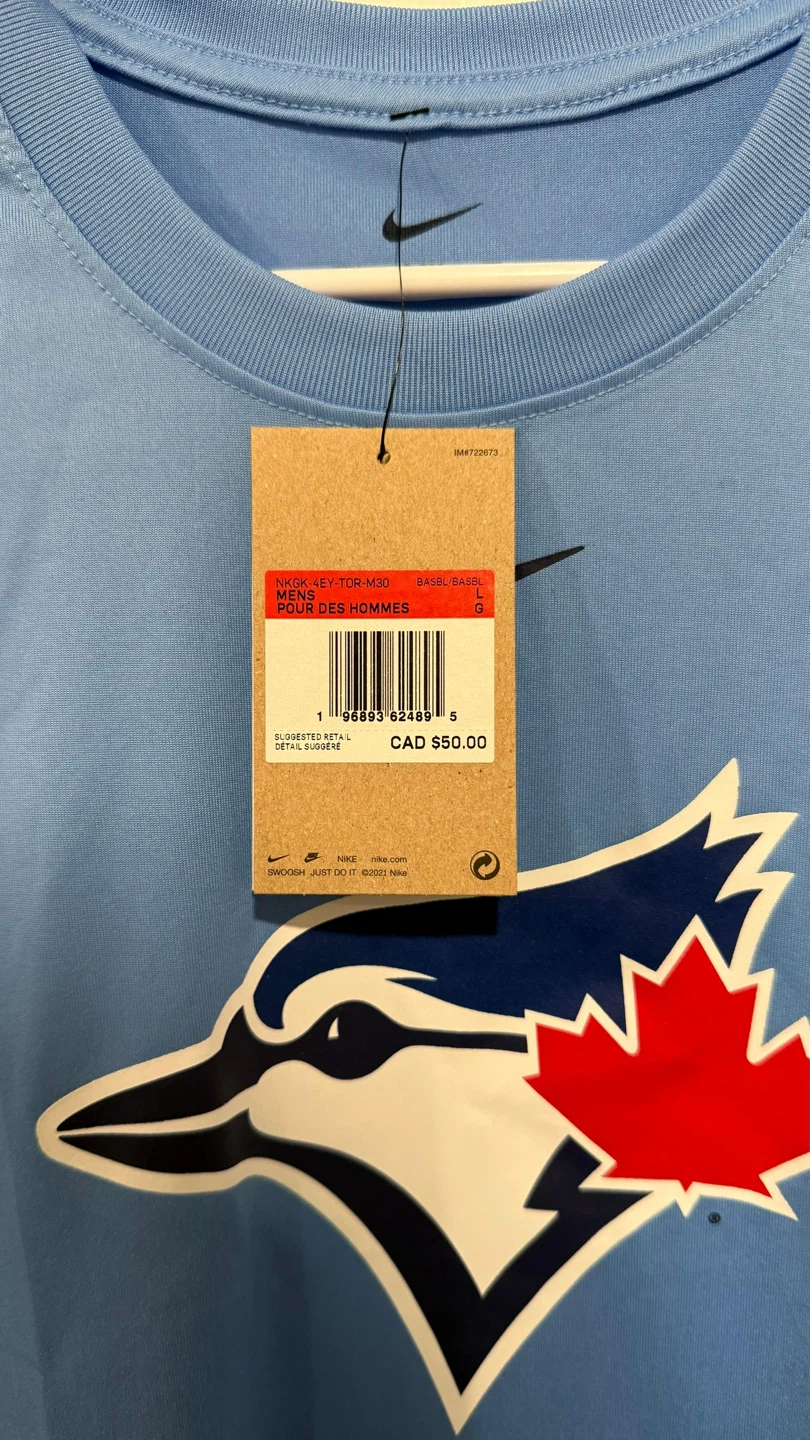 IM#722673
NKGK-4EY-TOR-M30 BASBL/BASBL
MENS L
POUR DES HOMMES G
1 96893 62489 5
SUGGESTED RETAIL
DÉTAIL SUGGÉRÉ
CAD $50.00
NIKE nike.com
SWOOSH JUST DO IT ©2021 Nike
®